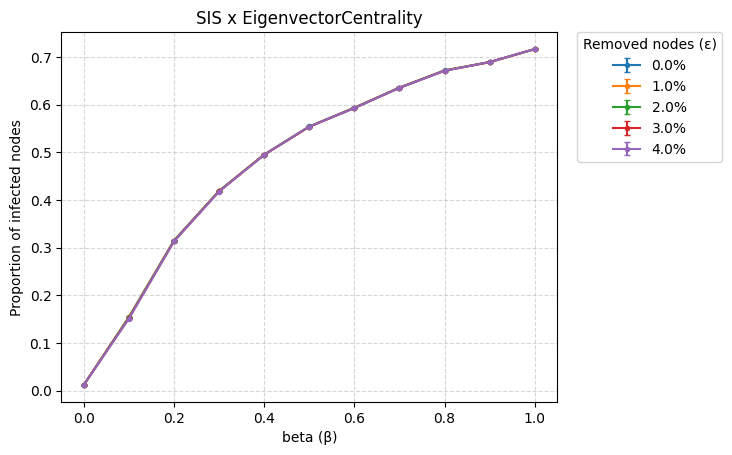 SIS x EigenvectorCentrality
Removed nodes (ε)
0.0%
1.0%
2.0%
3.0%
4.0%
Proportion of infected nodes
0.7
0.6
0.5
0.4
0.3
0.2
0.1
0.0
0.0 0.2 0.4 0.6 0.8 1.0
beta (β)